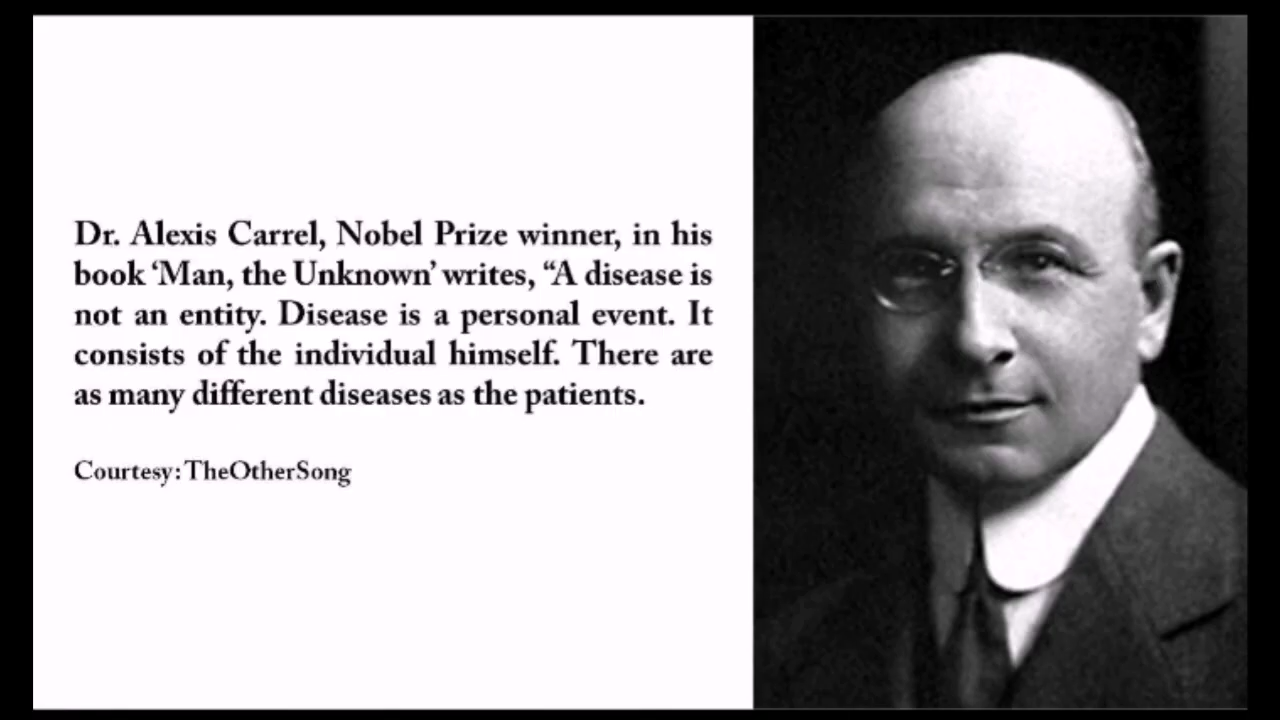 Dr. Alexis Carrel, Nobel Prize winner, in his
book ‘Man, the Unknown’ writes, “A disease is
not an entity. Disease is a personal event. It
consists of the individual himself. There are
as many different diseases as the patients.
Courtesy: TheOtherSong